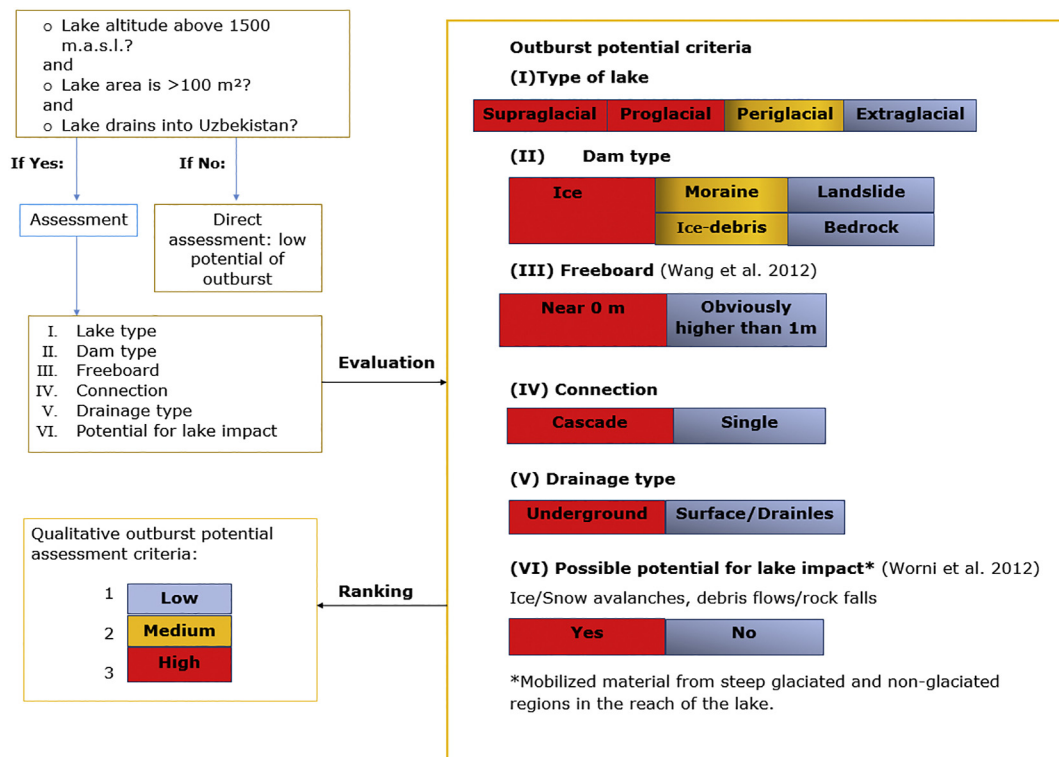 o Lake altitude above 1500
m.a.s.l.?
and
o Lake area is >100 m²?
and
o Lake drains into Uzbekistan?
If Yes:
If No:
Assessment
Direct
assessment: low
potential of
outburst
I. Lake type
II. Dam type
III. Freeboard
IV. Connection
V. Drainage type
VI. Potential for lake impact
Evaluation
Outburst potential criteria
(I)Type of lake
Supraglacial Proglacial Periglacial Extraglacial
(II) Dam type
Ice Moraine Landslide
Ice-debris Bedrock
(III) Freeboard (Wang et al. 2012)
Near 0 m Obviously
higher than 1m
(IV) Connection
Cascade Single
(V) Drainage type
Underground Surface/Drainles
(VI) Possible potential for lake impact* (Worni et al. 2012)
Ice/Snow avalanches, debris flows/rock falls
Yes No
*Mobilized material from steep glaciated and non-glaciated
regions in the reach of the lake.
Ranking
Qualitative outburst potential
assessment criteria:
1 Low
2 Medium
3 High